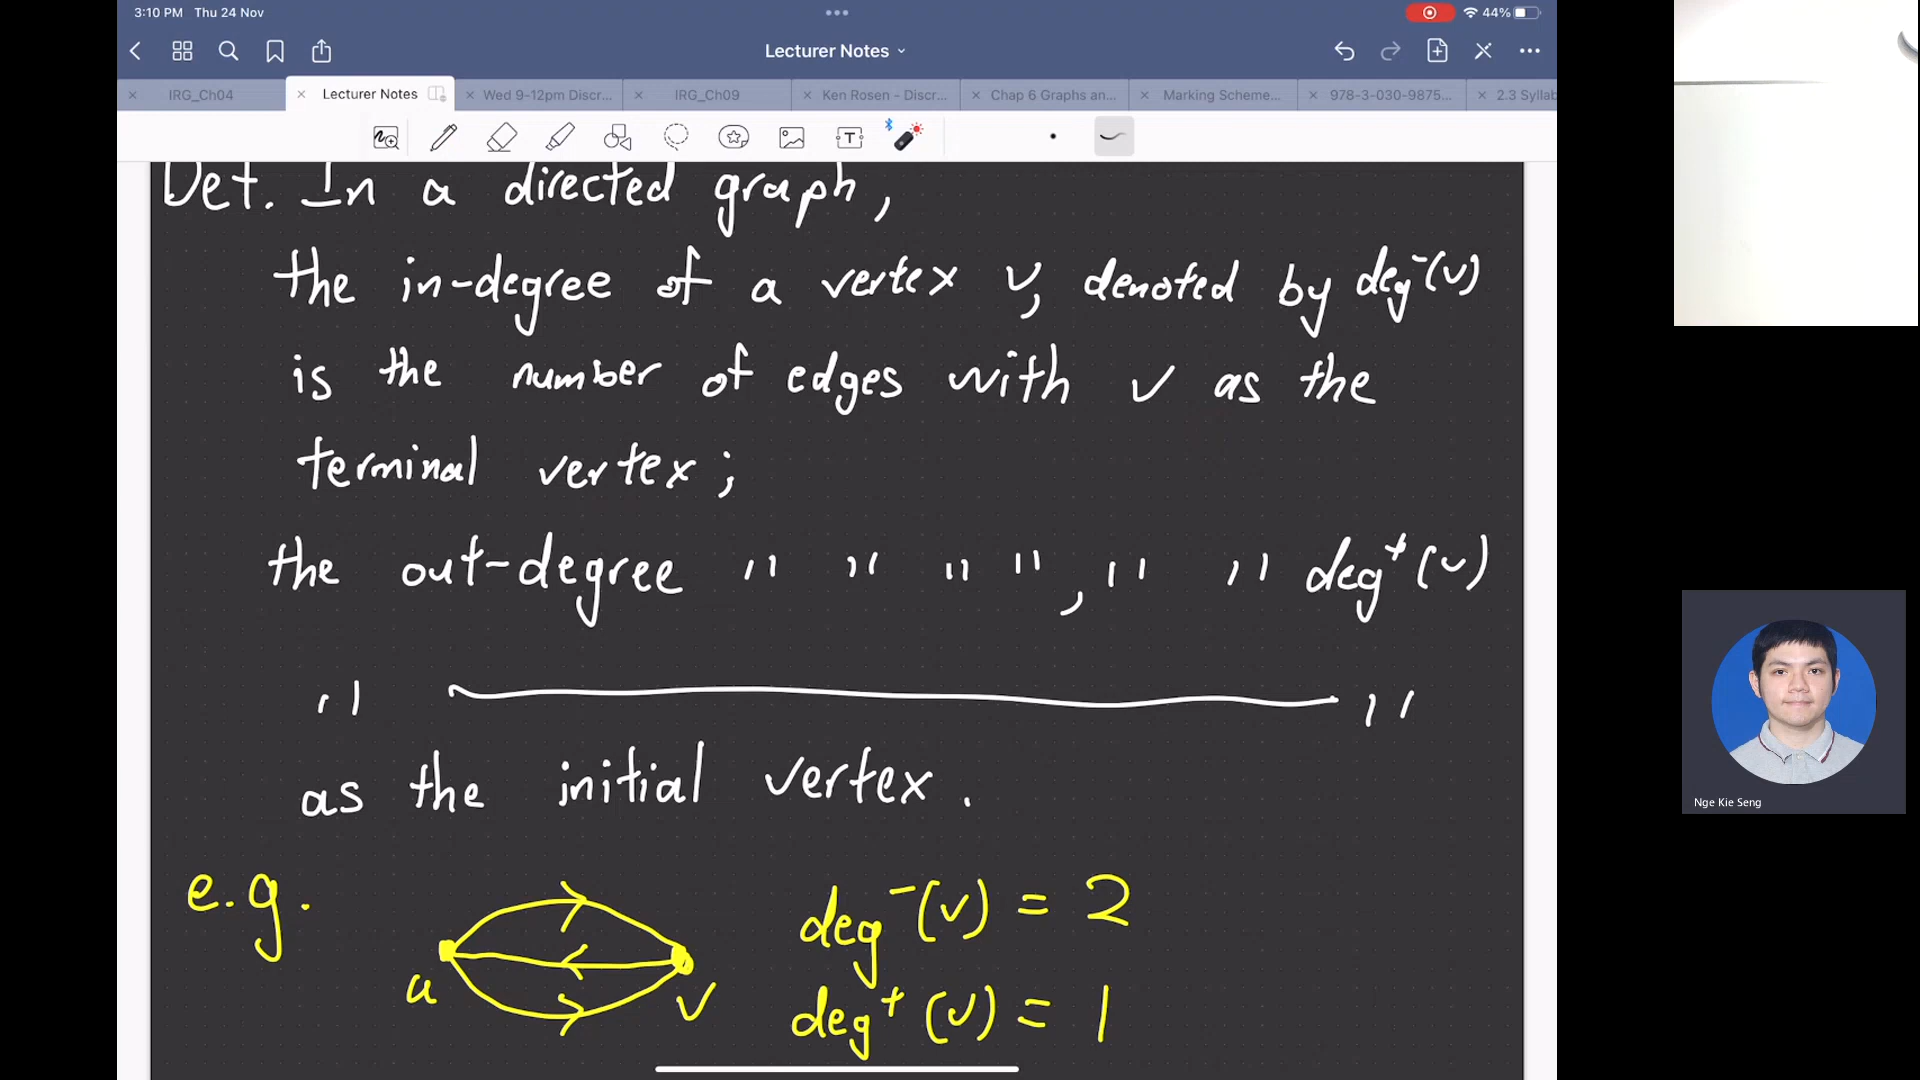 3:10 PM Thu 24 Nov
44%
Lecturer Notes
IRG_Ch04
Lecturer Notes
Wed 9-12pm Discr...
IRG_Ch09
Ken Rosen - Discr...
Chap 6 Graphs an...
Marking Scheme...
978-3-030-9875...
2.3 Syllab
Def. In a directed graph,
the in-degree of a vertex v, denoted by deg⁻(v)
is the number of edges with v as the
terminal vertex;
the out-degree " " " ", " " deg⁺(v)
" ——— "
as the initial vertex.
e.g.
deg⁻(v) = 2
u
v
deg⁺(v) = 1
Nge Kie Seng